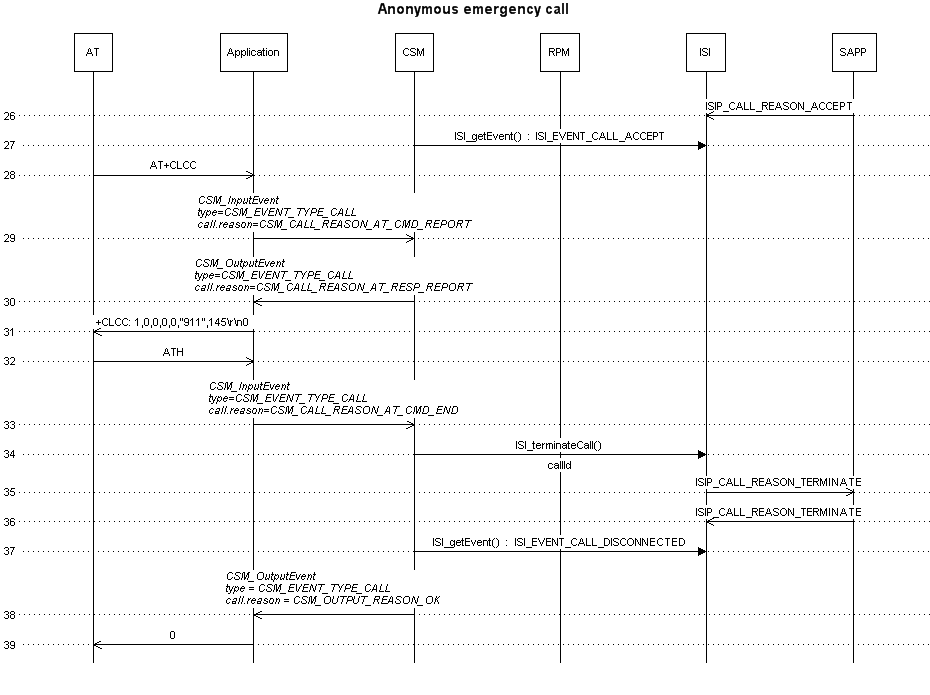 Anonymous emergency call
AT
Application
CSM
RPM
ISI
SAPP
ISIP_CALL_REASON_ACCEPT
26
ISI_getEvent() : ISI_EVENT_CALL_ACCEPT
27
AT+CLCC
28
CSM_InputEvent
type=CSM_EVENT_TYPE_CALL
call.reason=CSM_CALL_REASON_AT_CMD_REPORT
29
CSM_OutputEvent
type=CSM_EVENT_TYPE_CALL
call.reason=CSM_CALL_REASON_AT_RESP_REPORT
30
+CLCC: 1,0,0,0,0,"911",145\r\n0
31
ATH
32
CSM_InputEvent
type=CSM_EVENT_TYPE_CALL
call.reason=CSM_CALL_REASON_AT_CMD_END
33
ISI_terminateCall()
34
callId
ISIP_CALL_REASON_TERMINATE
35
ISIP_CALL_REASON_TERMINATE
36
ISI_getEvent() : ISI_EVENT_CALL_DISCONNECTED
37
CSM_OutputEvent
type = CSM_EVENT_TYPE_CALL
call.reason = CSM_OUTPUT_REASON_OK
38
0
39